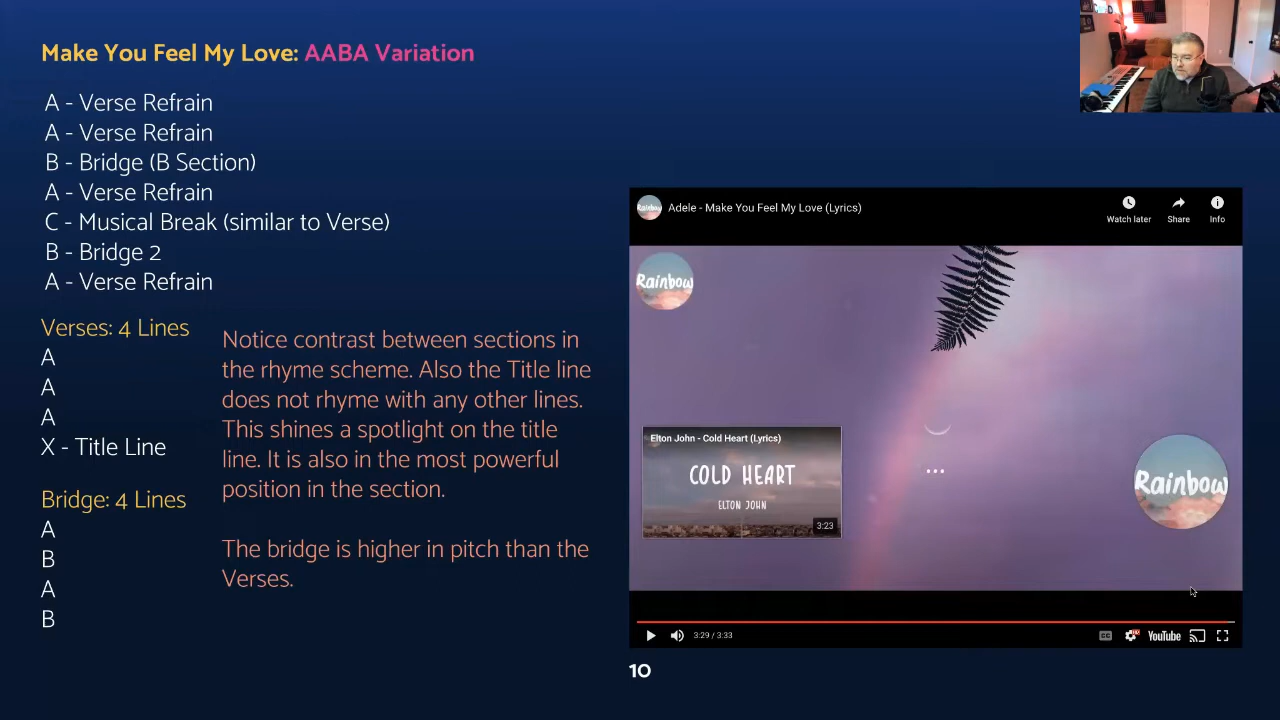 Make You Feel My Love: AABA Variation
A - Verse Refrain
A - Verse Refrain
B - Bridge (B Section)
A - Verse Refrain
C - Musical Break (similar to Verse)
B - Bridge 2
A - Verse Refrain
Verses: 4 Lines
A
A
A
X - Title Line
Bridge: 4 Lines
A
B
A
B
Notice contrast between sections in
the rhyme scheme. Also the Title line
does not rhyme with any other lines.
This shines a spotlight on the title
line. It is also in the most powerful
position in the section.
The bridge is higher in pitch than the
Verses.
Rainbow
Adele - Make You Feel My Love (Lyrics)
Watch later
Share
Info
Rainbow
Elton John - Cold Heart (Lyrics)
COLD HEART
ELTON JOHN
3:23
...
Rainbow
3:29 / 3:33
CC
HD
YouTube
10